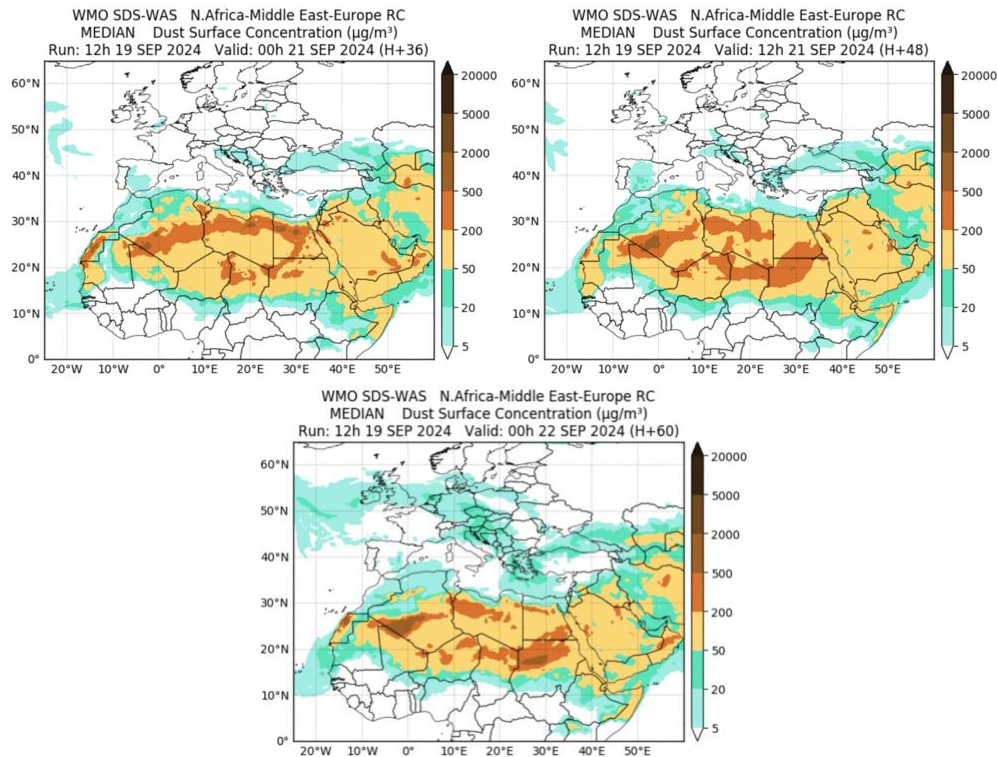 WMO SDS-WAS N.Africa-Middle East-Europe RC
MEDIAN Dust Surface Concentration (µg/m³)
Run: 12h 19 SEP 2024 Valid: 00h 21 SEP 2024 (H+36)
60°N
50°N
40°N
30°N
20°N
10°N
0°
20°W
10°W
0°
10°E
20°E
30°E
40°E
50°E
20000
5000
2000
500
200
50
20
5
WMO SDS-WAS N.Africa-Middle East-Europe RC
MEDIAN Dust Surface Concentration (µg/m³)
Run: 12h 19 SEP 2024 Valid: 12h 21 SEP 2024 (H+48)
60°N
50°N
40°N
30°N
20°N
10°N
0°
20°W
10°W
0°
10°E
20°E
30°E
40°E
50°E
20000
5000
2000
500
200
50
20
5
WMO SDS-WAS N.Africa-Middle East-Europe RC
MEDIAN Dust Surface Concentration (µg/m³)
Run: 12h 19 SEP 2024 Valid: 00h 22 SEP 2024 (H+60)
60°N
50°N
40°N
30°N
20°N
10°N
0°
20°W
10°W
0°
10°E
20°E
30°E
40°E
50°E
20000
5000
2000
500
200
50
20
5